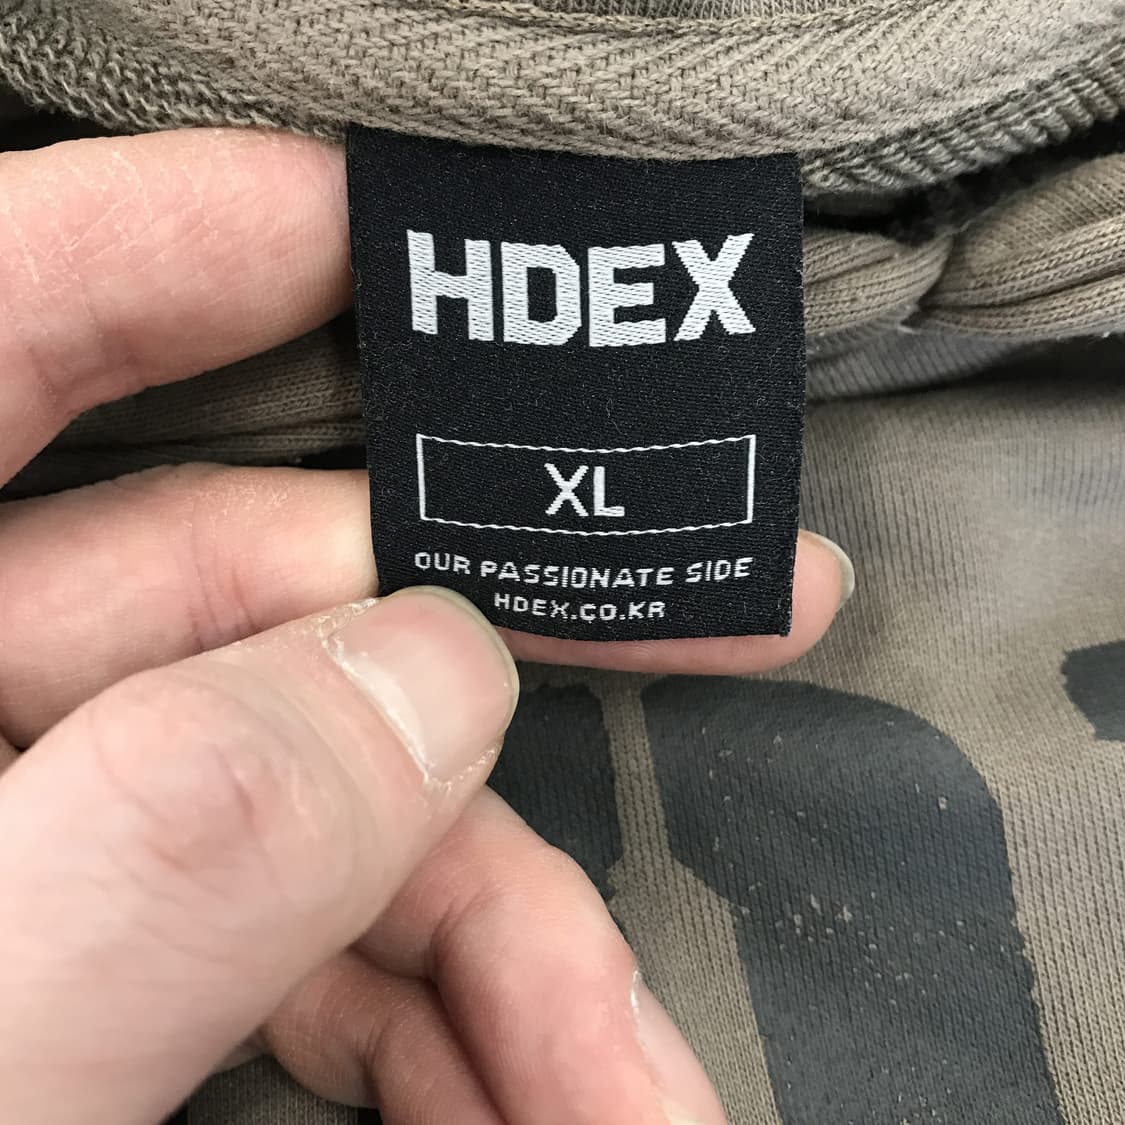 HDEX
XL
OUR PASSIONATE SIDE
HDEX.CO.KR